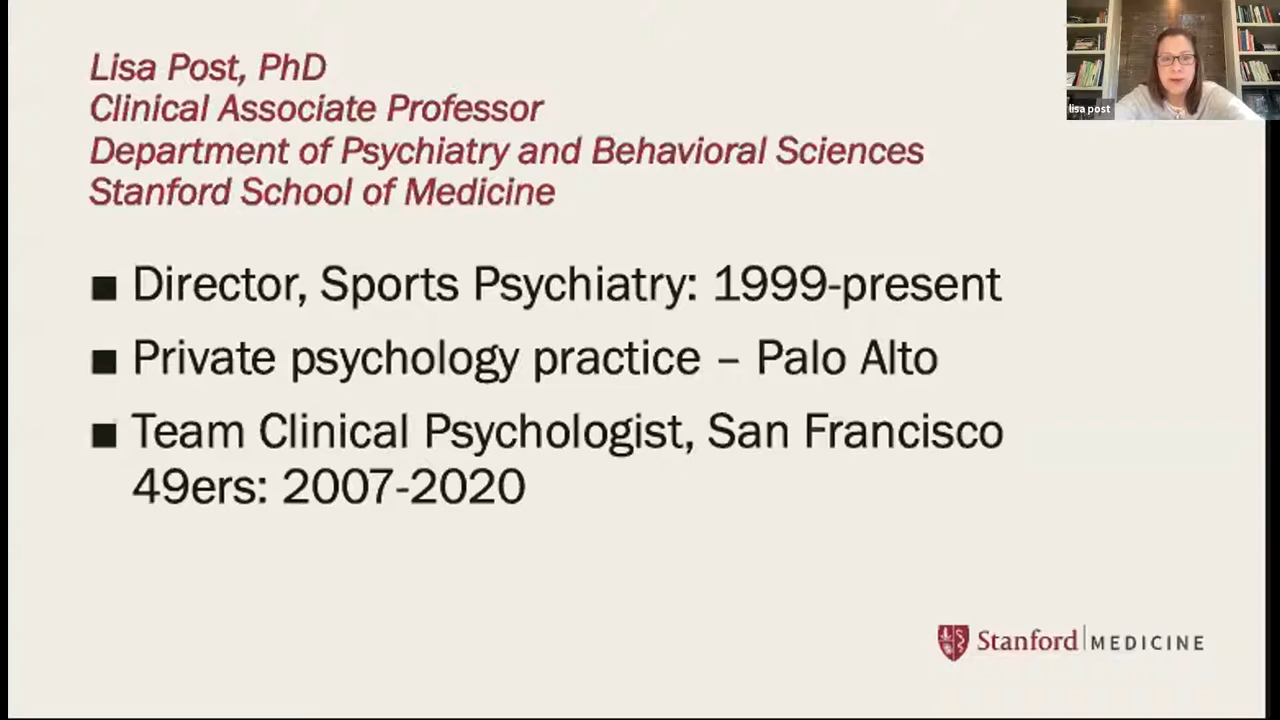 Lisa Post, PhD
Clinical Associate Professor
Department of Psychiatry and Behavioral Sciences
Stanford School of Medicine
■ Director, Sports Psychiatry: 1999-present
■ Private psychology practice – Palo Alto
■ Team Clinical Psychologist, San Francisco
49ers: 2007-2020
Stanford MEDICINE
lisa post